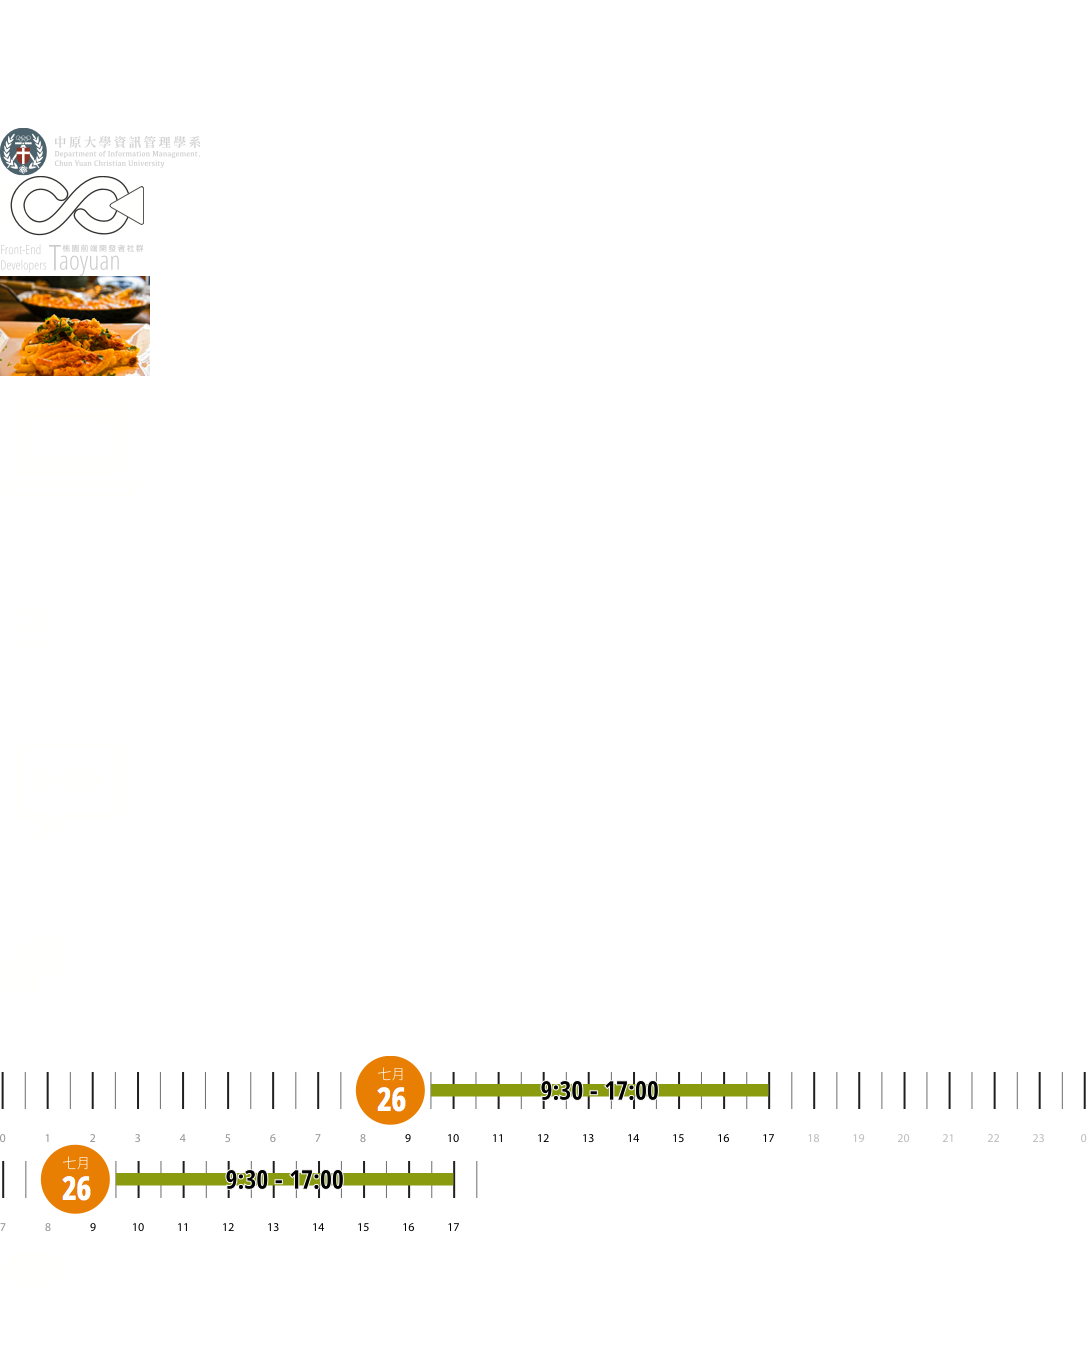 中原大學資訊管理學系
Department of Information Management.
Chun Yuan Christian University
桃園前端開發者社群
Front-End
Developers Taoyuan
七月
26
9:30 - 17:00
0 1 2 3 4 5 6 7 8 9 10 11 12 13 14 15 16 17 18 19 20 21 22 23 0
七月
26
9:30 - 17:00
7 8 9 10 11 12 13 14 15 16 17